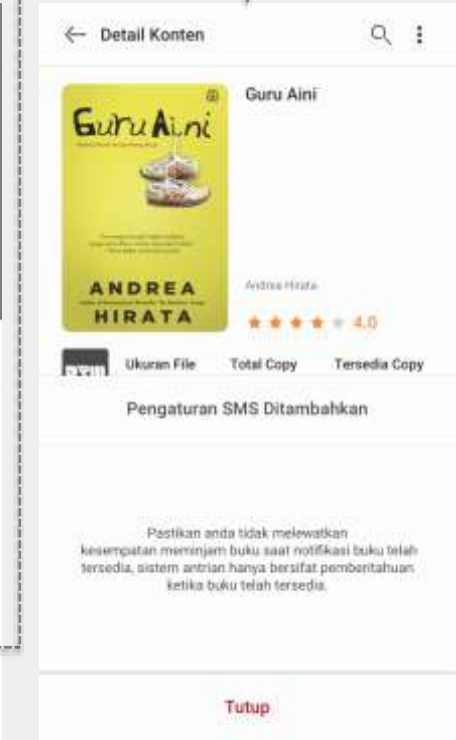 Detail Konten
Guru Aini
Guru Aini
ANDREA
HIRATA
Andrea Hirata
4.0
Ukuran File Total Copy Tersedia Copy
Pengaturan SMS Ditambahkan
Pastikan anda tidak melewatkan
kesempatan meminjam buku saat notifikasi buku telah
tersedia, sistem antrian hanya bersifat pemberitahuan
ketika buku telah tersedia.
Tutup